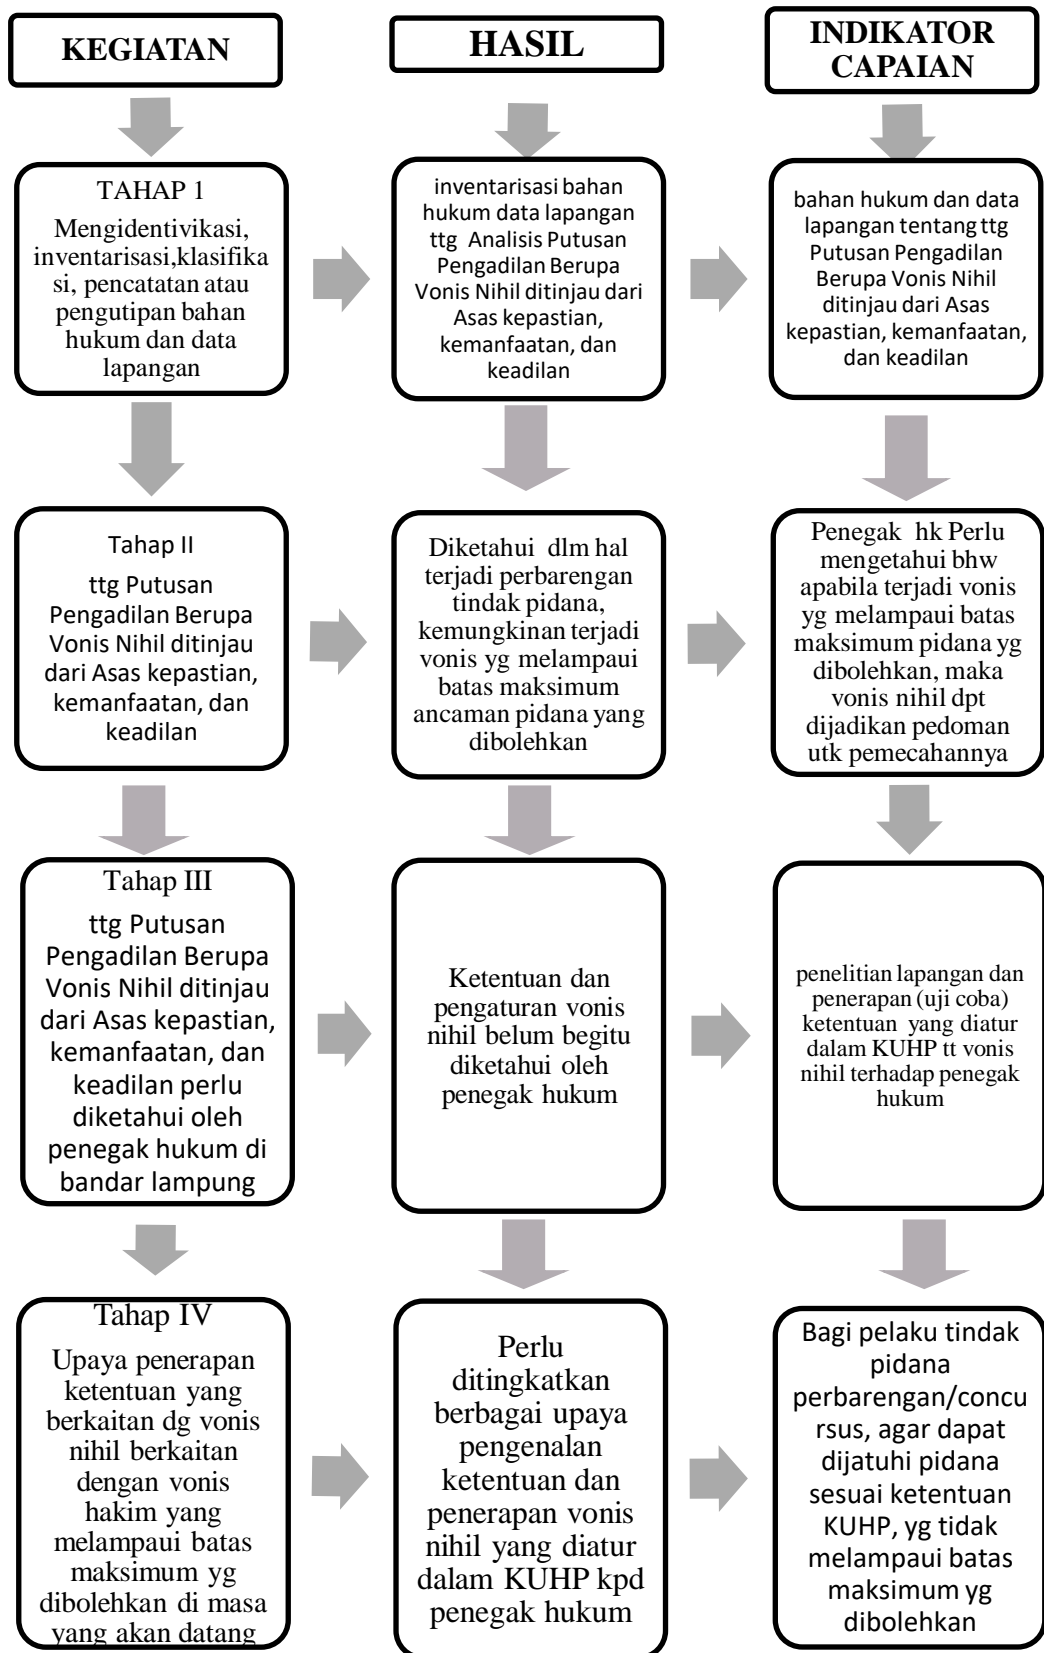 KEGIATAN
HASIL
INDIKATOR
CAPAIAN
TAHAP 1
Mengidentivikasi,
inventarisasi,klasifika
si, pencatatan atau
pengutipan bahan
hukum dan data
lapangan
inventarisasi bahan
hukum data lapangan
ttg Analisis Putusan
Pengadilan Berupa
Vonis Nihil ditinjau dari
Asas kepastian,
kemanfaatan, dan
keadilan
bahan hukum dan data
lapangan tentang ttg
Putusan Pengadilan
Berupa Vonis Nihil
ditinjau dari Asas
kepastian, kemanfaatan,
dan keadilan
Tahap II
ttg Putusan
Pengadilan Berupa
Vonis Nihil ditinjau
dari Asas kepastian,
kemanfaatan, dan
keadilan
Diketahui dlm hal
terjadi perbarengan
tindak pidana,
kemungkinan terjadi
vonis yg melampaui
batas maksimum
ancaman pidana yang
dibolehkan
Penegak hk Perlu
mengetahui bhw
apabila terjadi vonis
yg melampaui batas
maksimum pidana yg
dibolehkan, maka
vonis nihil dpt
dijadikan pedoman
utk pemecahannya
Tahap III
ttg Putusan
Pengadilan Berupa
Vonis Nihil ditinjau
dari Asas kepastian,
kemanfaatan, dan
keadilan perlu
diketahui oleh
penegak hukum di
bandar lampung
Ketentuan dan
pengaturan vonis
nihil belum begitu
diketahui oleh
penegak hukum
penelitian lapangan dan
penerapan (uji coba)
ketentuan yang diatur
dalam KUHP tt vonis
nihil terhadap penegak
hukum
Tahap IV
Upaya penerapan
ketentuan yang
berkaitan dg vonis
nihil berkaitan
dengan vonis
hakim yang
melampaui batas
maksimum yg
dibolehkan di masa
yang akan datang
Perlu
ditingkatkan
berbagai upaya
pengenalan
ketentuan dan
penerapan vonis
nihil yang diatur
dalam KUHP kpd
penegak hukum
Bagi pelaku tindak
pidana
perbarengan/concu
rsus, agar dapat
dijatuhi pidana
sesuai ketentuan
KUHP, yg tidak
melampaui batas
maksimum yg
dibolehkan